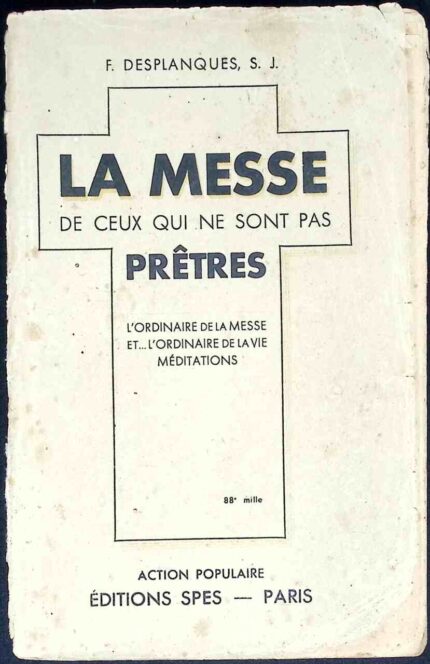 F. DESPLANQUES, S. J.
LA MESSE
DE CEUX QUI NE SONT PAS
PRÊTRES
L'ORDINAIRE DE LA MESSE
ET... L'ORDINAIRE DE LA VIE
MÉDITATIONS
88e mille
ACTION POPULAIRE
ÉDITIONS SPES — PARIS